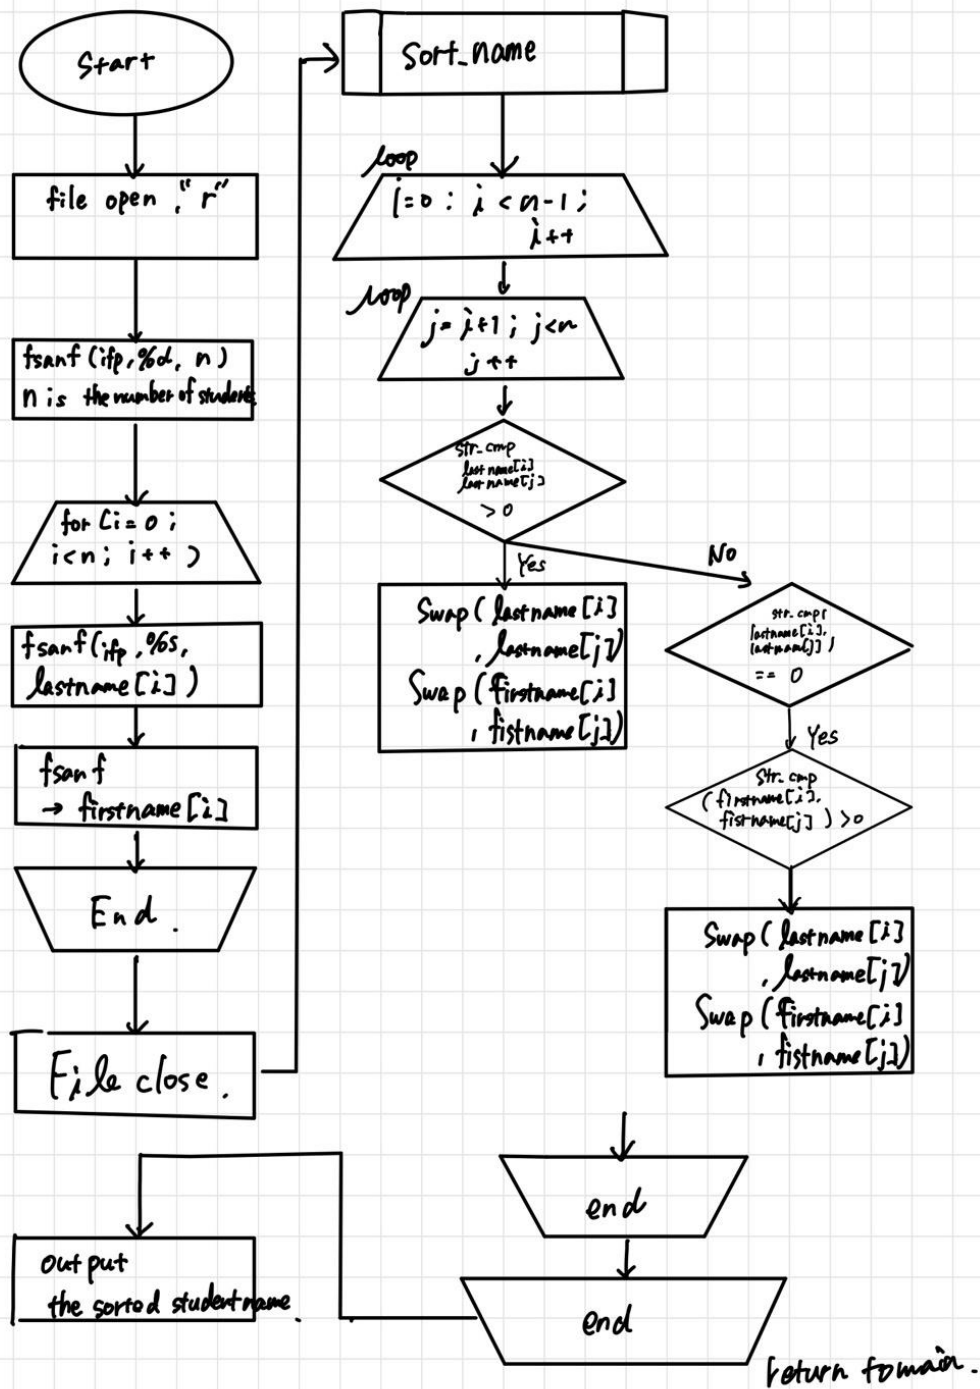 Start
file open, "r"
fsanf (ifp, %d, n)
n is the number of students
for (i = 0 ;
i<n; i++ )
fsanf(ifp, %s,
lastname[i] )
fsanf
→ firstname[i]
End.
File close.
Sort_name
loop
i=0 : i < n-1 ;
i++
loop
j= i+1 ; j<n
j++
Str_cmp
last name[i]
last name[j]
> 0
Yes
No
Swap( lastname[i]
, lastname[j])
Swap (firstname[i]
, fistname[j])
str_cmp(
lastname[i],
lastname[j] )
== 0
Yes
Str_cmp
(firstname[i],
fistname[j] ) >0
Swap( lastname[i]
, lastname[j])
Swap (firstname[i]
, fistname[j])
end
end
output
the sorted student name.
return to main.